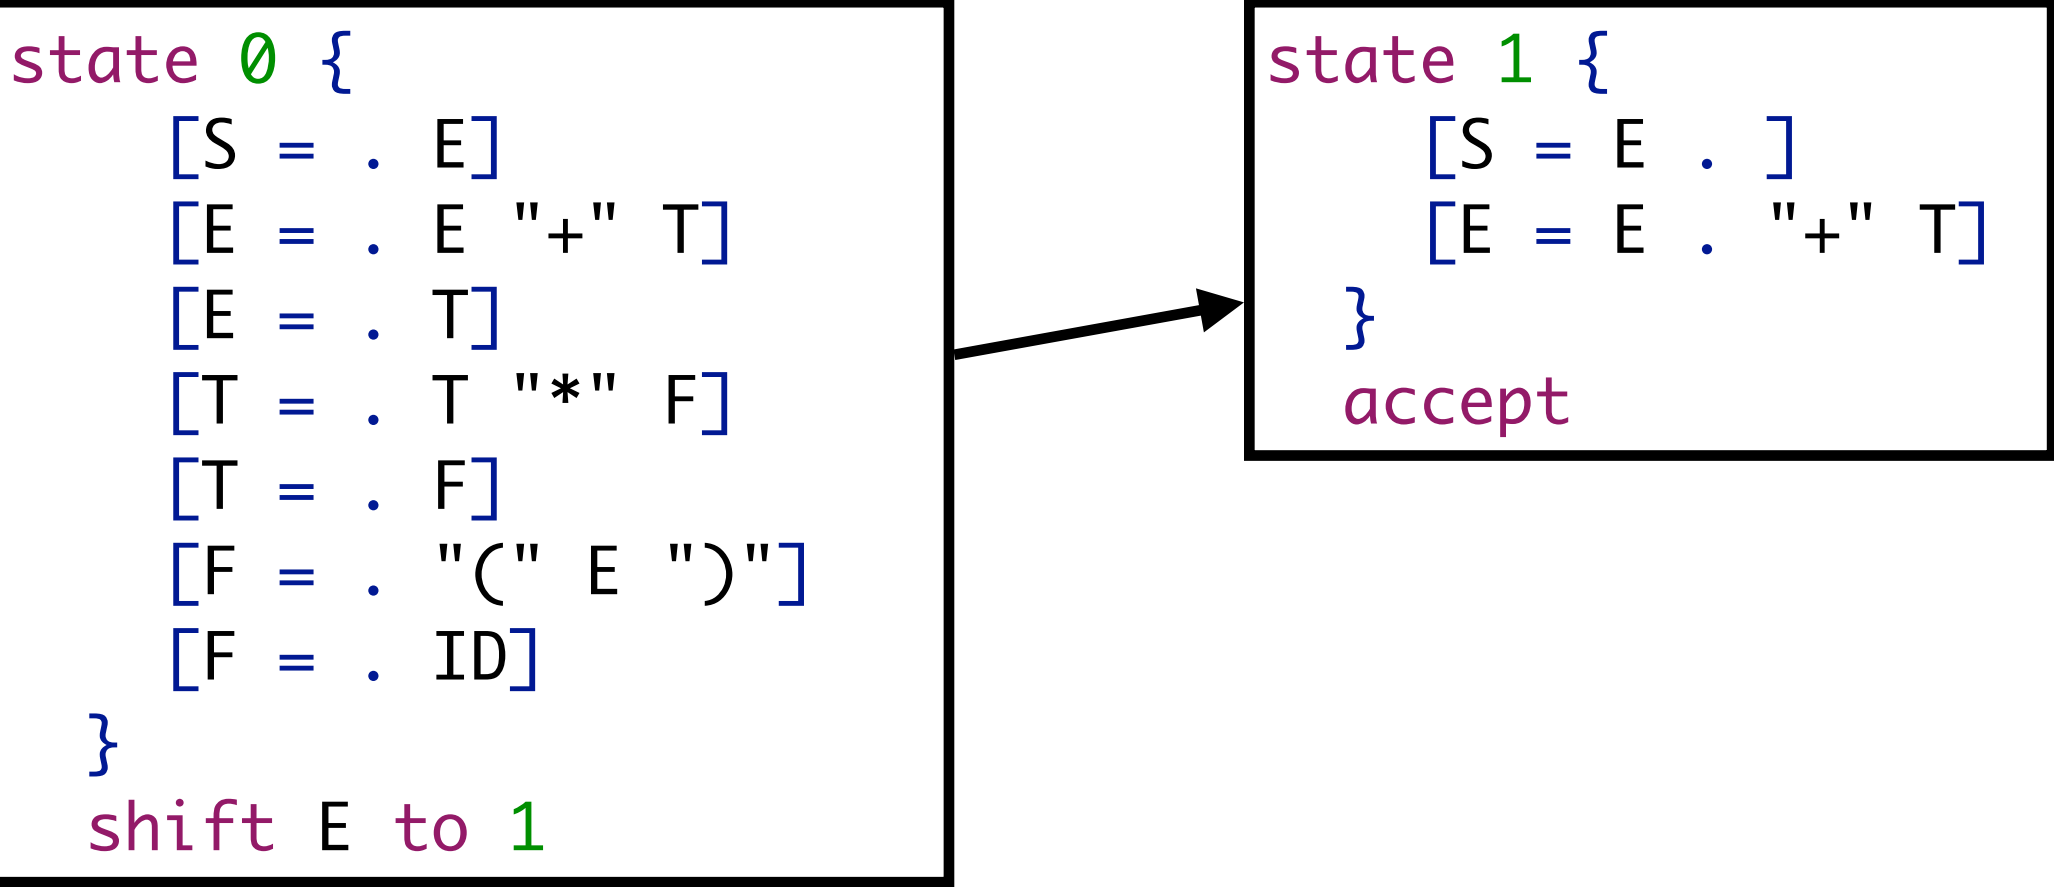 state 0 {
[S = . E]
[E = . E "+" T]
[E = . T]
[T = . T "*" F]
[T = . F]
[F = . "(" E ")"]
[F = . ID]
}
shift E to 1
state 1 {
[S = E . ]
[E = E . "+" T]
}
accept